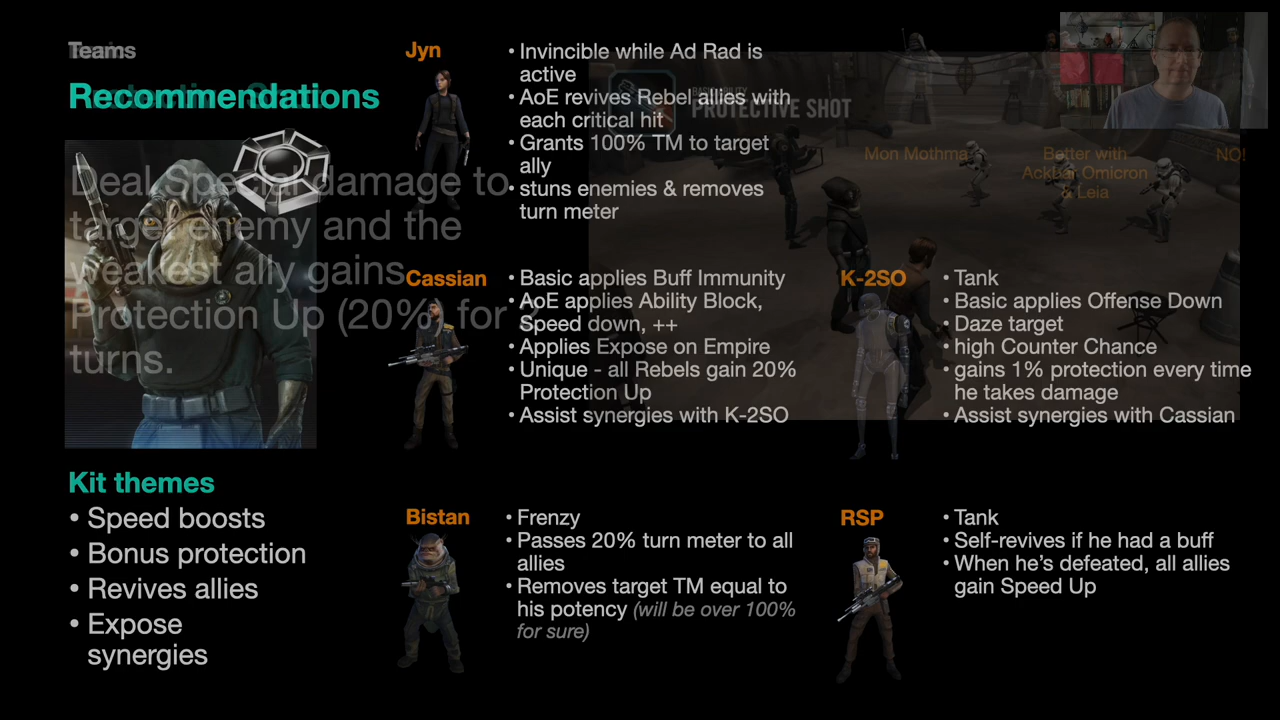 Teams
Recommendations
Deal Special damage to
target enemy and the
weakest ally gains
Protection Up (20%) for 2
turns.
Kit themes
• Speed boosts
• Bonus protection
• Revives allies
• Expose
synergies
Jyn
• Invincible while Ad Rad is
active
• AoE revives Rebel allies with
each critical hit
• Grants 100% TM to target
ally
• stuns enemies & removes
turn meter
PROTECTIVE SHOT
Mon Mothma
Better with
Ackbar Omicron
& Leia
NO!
Cassian
• Basic applies Buff Immunity
• AoE applies Ability Block,
Speed down, ++
• Applies Expose on Empire
• Unique - all Rebels gain 20%
Protection Up
• Assist synergies with K-2SO
K-2SO
• Tank
• Basic applies Offense Down
• Daze target
• high Counter Chance
• gains 1% protection every time
he takes damage
• Assist synergies with Cassian
Bistan
• Frenzy
• Passes 20% turn meter to all
allies
• Removes target TM equal to
his potency (will be over 100%
for sure)
RSP
• Tank
• Self-revives if he had a buff
• When he's defeated, all allies
gain Speed Up